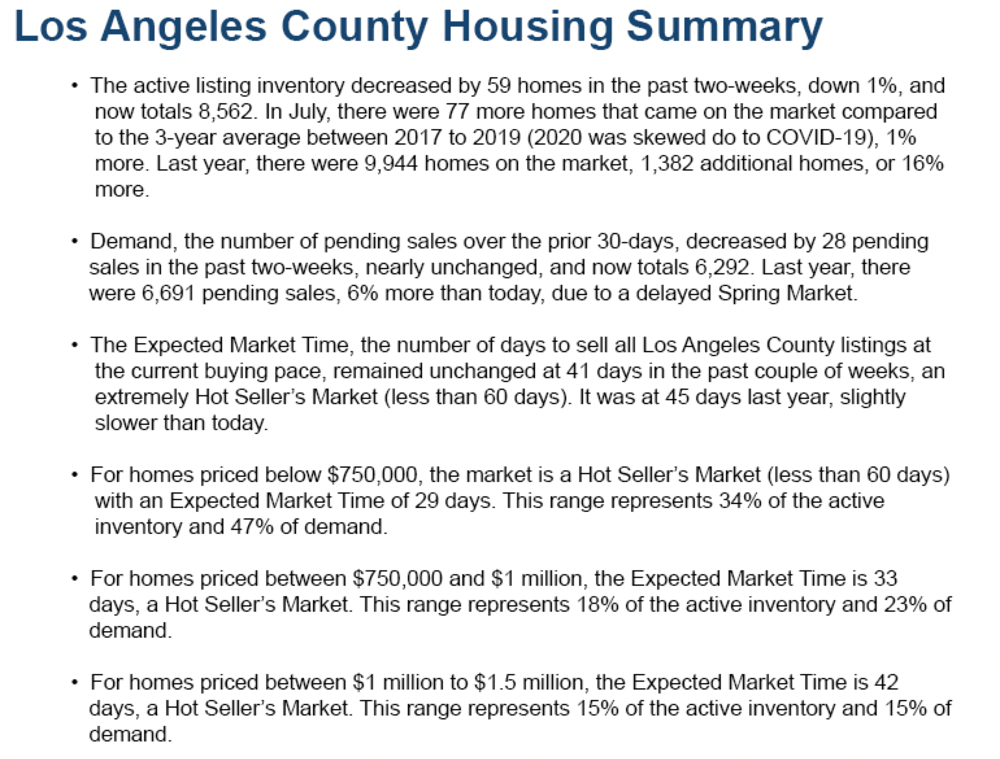 Los Angeles County Housing Summary
• The active listing inventory decreased by 59 homes in the past two-weeks, down 1%, and
now totals 8,562. In July, there were 77 more homes that came on the market compared
to the 3-year average between 2017 to 2019 (2020 was skewed do to COVID-19), 1%
more. Last year, there were 9,944 homes on the market, 1,382 additional homes, or 16%
more.
• Demand, the number of pending sales over the prior 30-days, decreased by 28 pending
sales in the past two-weeks, nearly unchanged, and now totals 6,292. Last year, there
were 6,691 pending sales, 6% more than today, due to a delayed Spring Market.
• The Expected Market Time, the number of days to sell all Los Angeles County listings at
the current buying pace, remained unchanged at 41 days in the past couple of weeks, an
extremely Hot Seller’s Market (less than 60 days). It was at 45 days last year, slightly
slower than today.
• For homes priced below $750,000, the market is a Hot Seller’s Market (less than 60 days)
with an Expected Market Time of 29 days. This range represents 34% of the active
inventory and 47% of demand.
• For homes priced between $750,000 and $1 million, the Expected Market Time is 33
days, a Hot Seller’s Market. This range represents 18% of the active inventory and 23% of
demand.
• For homes priced between $1 million to $1.5 million, the Expected Market Time is 42
days, a Hot Seller’s Market. This range represents 15% of the active inventory and 15% of
demand.